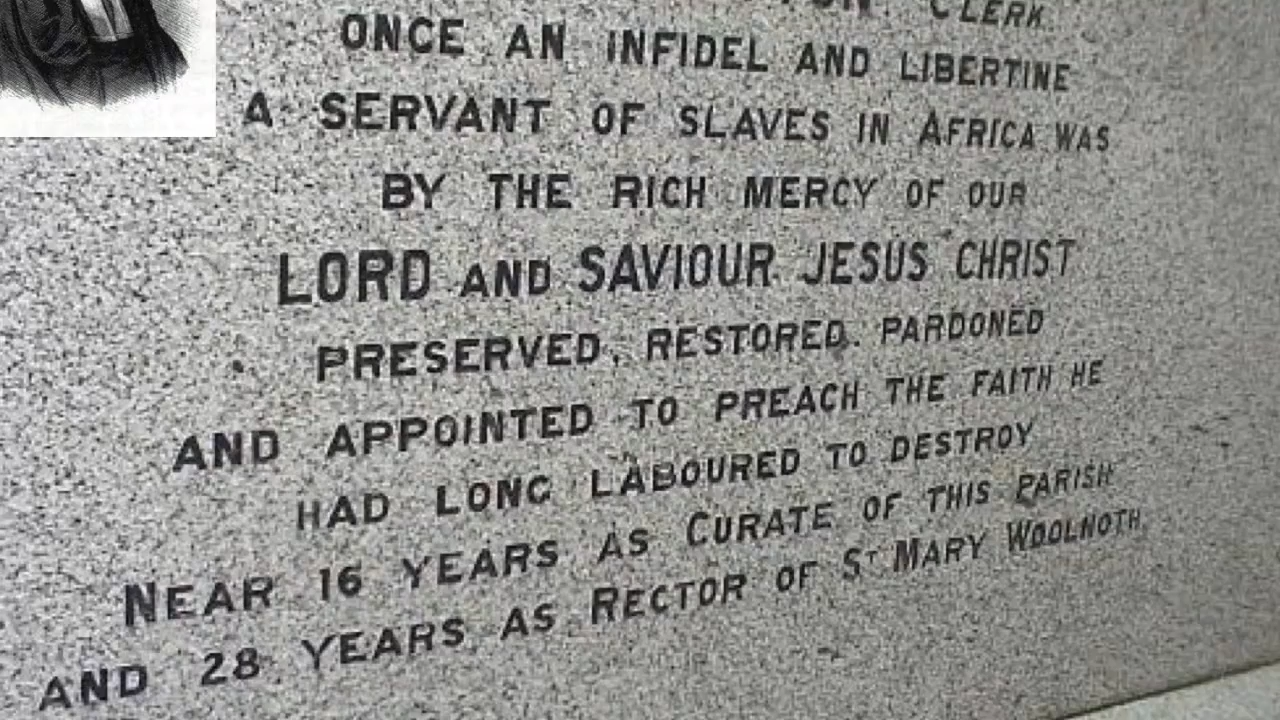 CLERK
ONCE AN INFIDEL AND LIBERTINE
A SERVANT OF SLAVES IN AFRICA WAS
BY THE RICH MERCY OF OUR
LORD AND SAVIOUR JESUS CHRIST
PRESERVED, RESTORED. PARDONED
AND APPOINTED TO PREACH THE FAITH HE
HAD LONG LABOURED TO DESTROY
NEAR 16 YEARS AS CURATE OF THIS PARISH
AND 28 YEARS AS RECTOR OF ST MARY WOOLNOTH